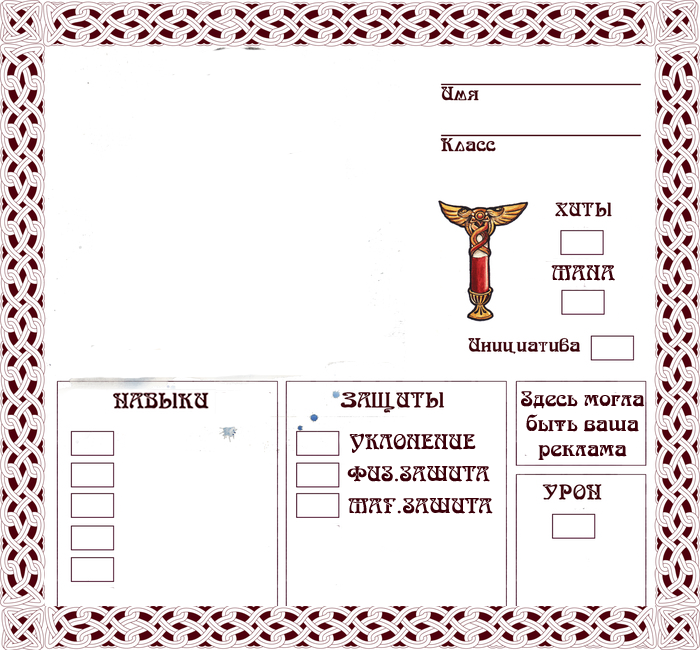 Имя
Класс
ХИТЫ
МАНА
Инициатива
НАВЫКИ
ЗАЩИТЫ
УКЛОНЕНИЕ
ФИЗ.ЗАЩИТА
МАГ.ЗАЩИТА
Здесь могла
быть ваша
реклама
УРОН